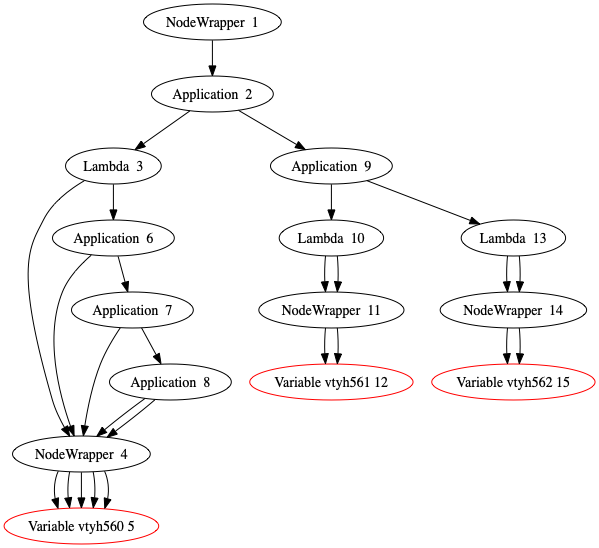 NodeWrapper 1
Application 2
Lambda 3
Application 9
Application 6
Lambda 10
Lambda 13
Application 7
NodeWrapper 11
NodeWrapper 14
Application 8
Variable vtyh561 12
Variable vtyh562 15
NodeWrapper 4
Variable vtyh560 5